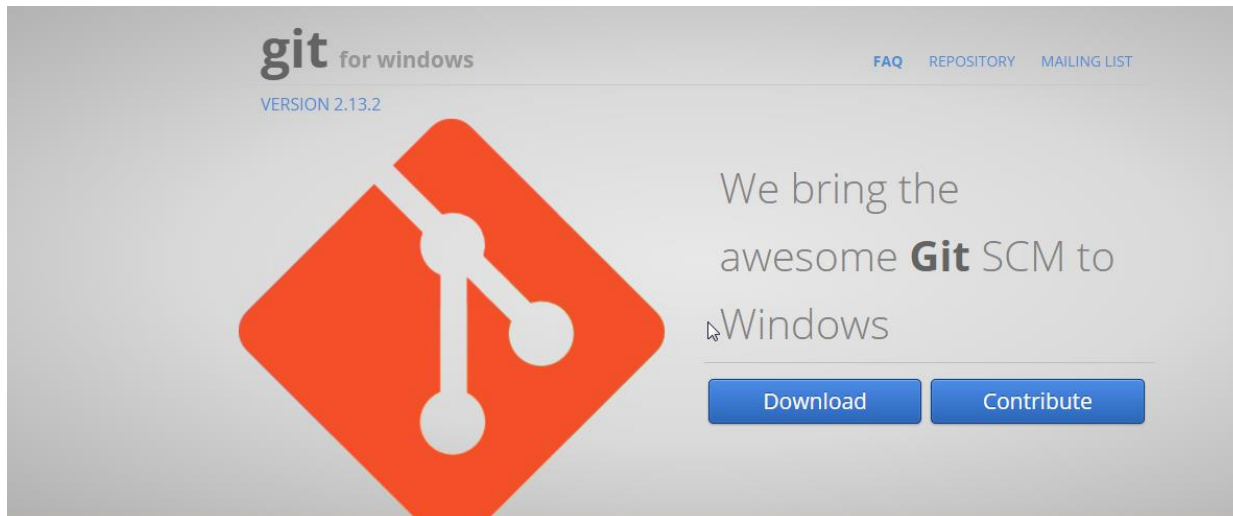 git for windows
FAQ REPOSITORY MAILING LIST
VERSION 2.13.2
We bring the
awesome Git SCM to
Windows
Download Contribute